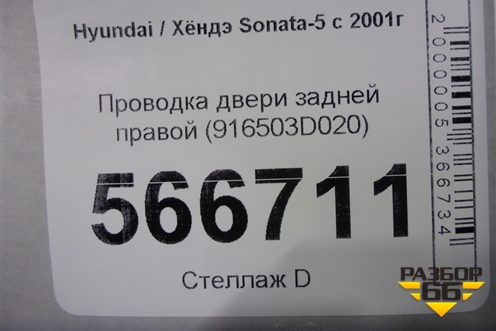 Hyundai / Хёндэ Sonata-5 с 2001г
Проводка двери задней
правой (916503D020)
566711
Стеллаж D
2000005366734
РАЗБОР
66